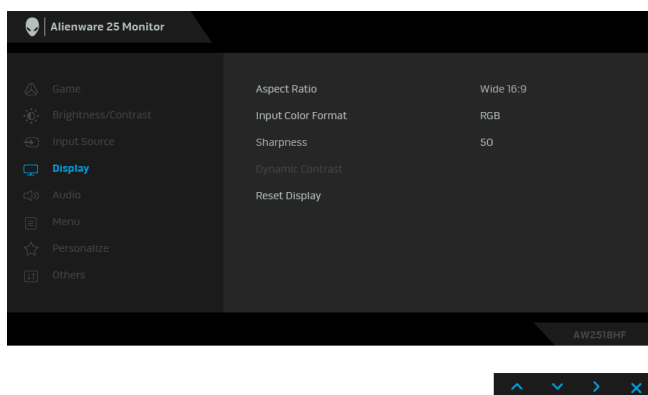 Alienware 25 Monitor
Game
Aspect Ratio Wide 16:9
Brightness/Contrast
Input Color Format RGB
Input Source
Sharpness 50
Display
Dynamic Contrast
Audio
Reset Display
Menu
Personalize
Others
AW2518HF